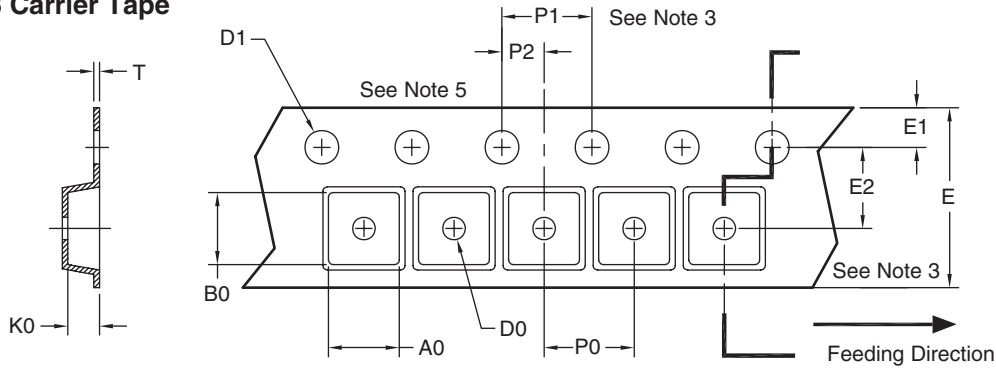 Carrier Tape
P1
See Note 3
D1
P2
T
See Note 5
E1
E2
E
B0
See Note 3
K0
A0
D0
P0
Feeding Direction